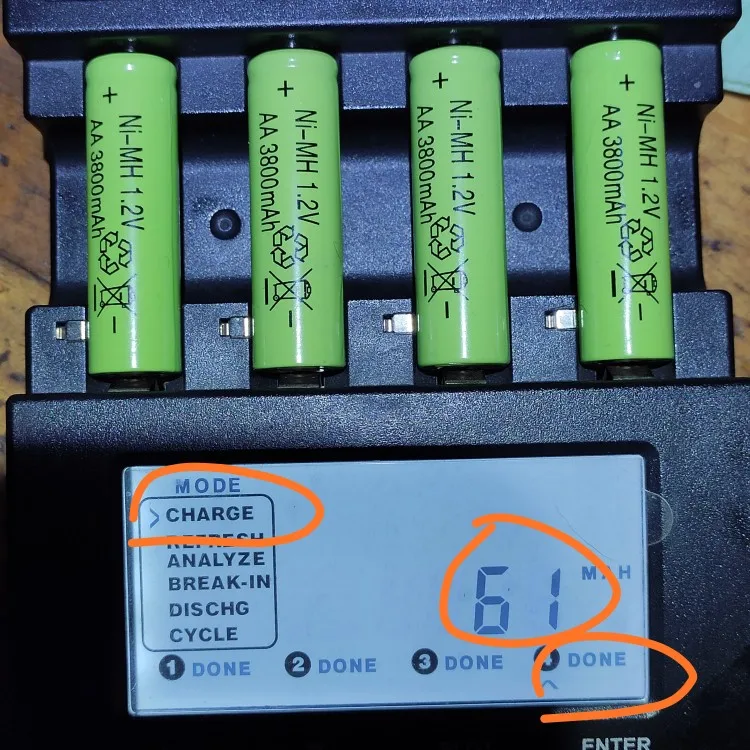 +
Ni-MH 1.2V
AA 3800mAh
-
+
Ni-MH 1.2V
AA 3800mAh
-
+
Ni-MH 1.2V
AA 3800mAh
-
+
Ni-MH 1.2V
AA 3800mAh
-
MODE
> CHARGE
REFRESH
ANALYZE
BREAK-IN
DISCHG
CYCLE
61 MAH
1 DONE 2 DONE 3 DONE DONE
ENTER